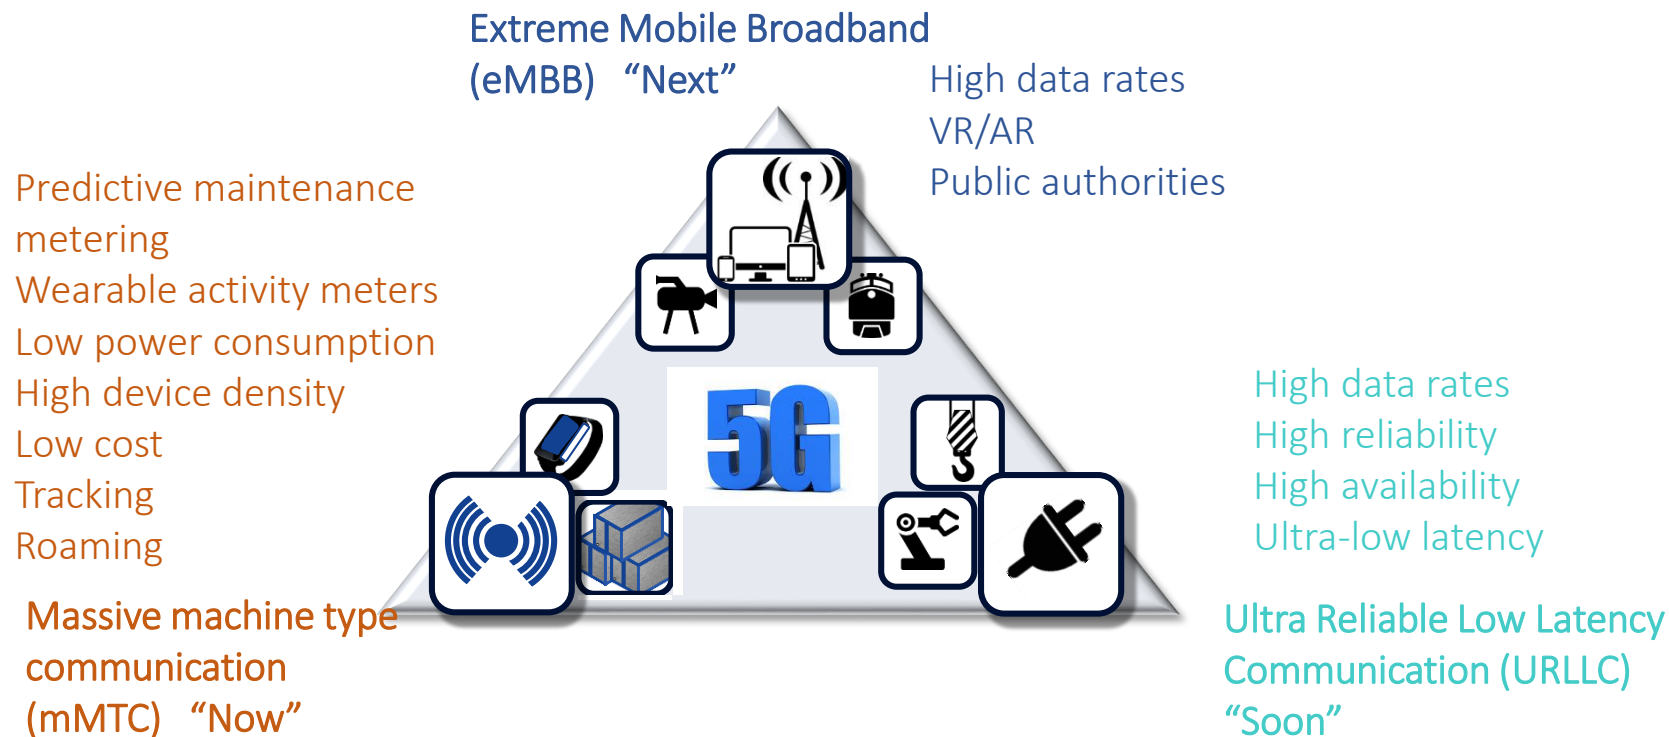 Extreme Mobile Broadband
(eMBB) “Next”
High data rates
VR/AR
Public authorities
Predictive maintenance
metering
Wearable activity meters
Low power consumption
High device density
Low cost
Tracking
Roaming
5G
High data rates
High reliability
High availability
Ultra-low latency
Massive machine type
communication
(mMTC) “Now”
Ultra Reliable Low Latency
Communication (URLLC)
“Soon”